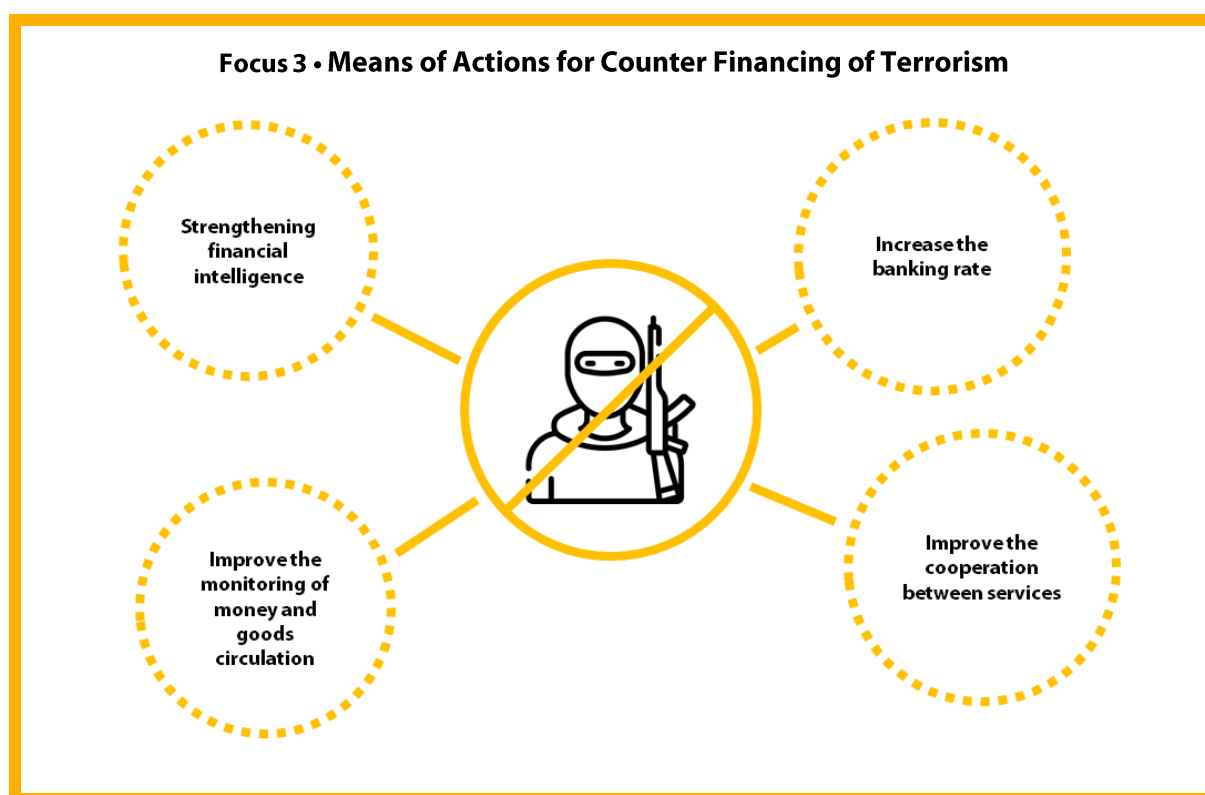 Focus 3 • Means of Actions for Counter Financing of Terrorism
Strengthening
financial
intelligence
Increase the
banking rate
Improve the
monitoring of
money and
goods
circulation
Improve the
cooperation
between services